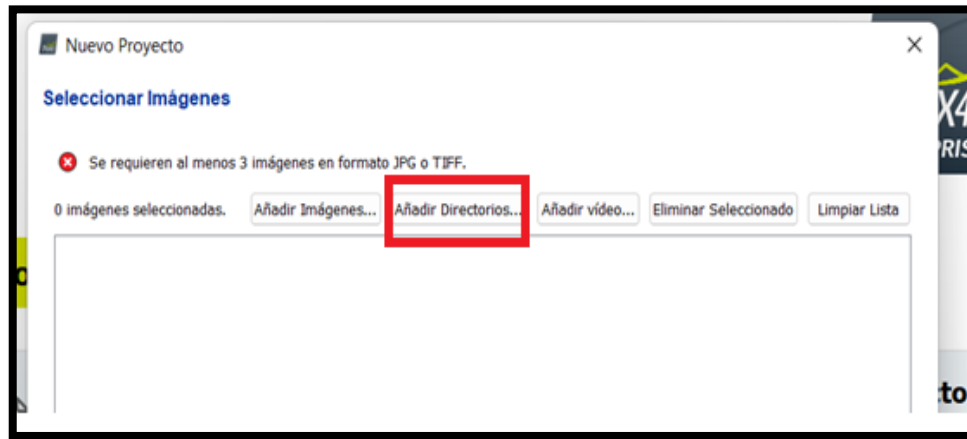 Nuevo Proyecto
Seleccionar Imágenes
X4
Se requieren al menos 3 imágenes en formato JPG o TIFF.
0 imágenes seleccionadas. Añadir Imágenes... Añadir Directorios... Añadir vídeo... Eliminar Seleccionado Limpiar Lista